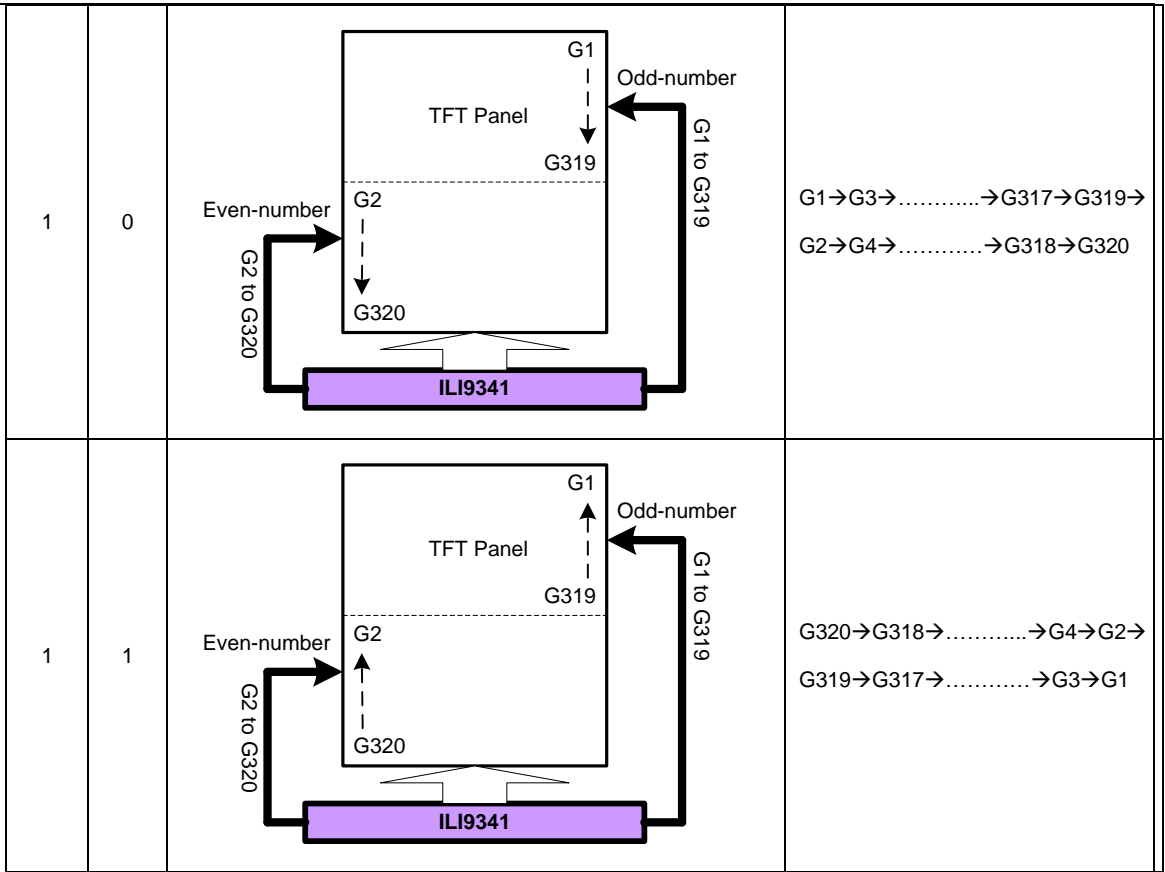 1
0
G1
Odd-number
TFT Panel
G319
G1 to G319
G2
Even-number
G2 to G320
G320
ILI9341
G1→G3→…………...→G317→G319→
G2→G4→…………→G318→G320
1
1
G1
Odd-number
TFT Panel
G319
G1 to G319
G2
Even-number
G2 to G320
G320
ILI9341
G320→G318→………....→G4→G2→
G319→G317→…………→G3→G1